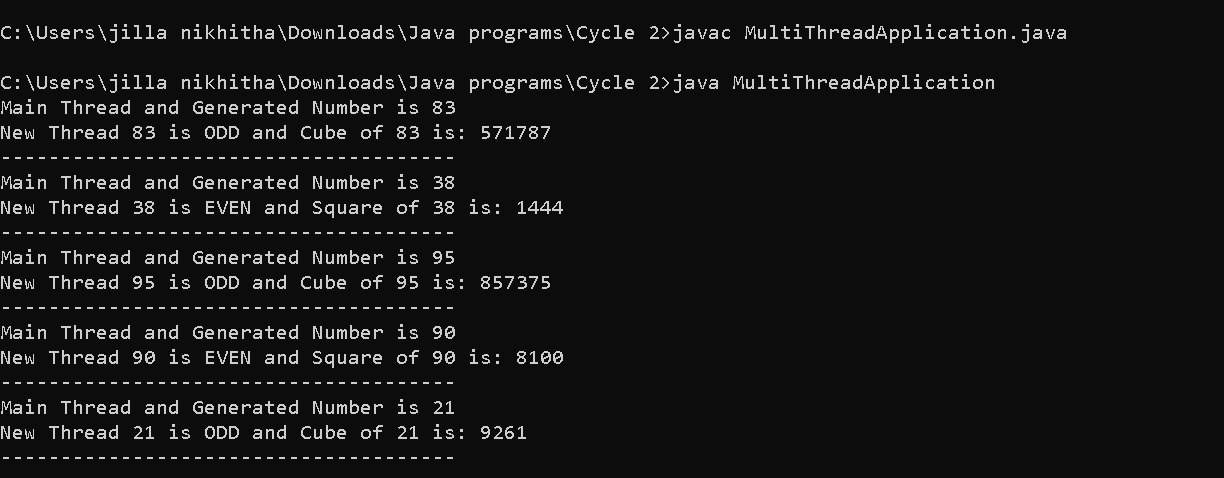 C:\Users\jilla nikhitha\Downloads\Java programs\Cycle 2>javac MultiThreadApplication.java
C:\Users\jilla nikhitha\Downloads\Java programs\Cycle 2>java MultiThreadApplication
Main Thread and Generated Number is 83
New Thread 83 is ODD and Cube of 83 is: 571787
--------------------------------------
Main Thread and Generated Number is 38
New Thread 38 is EVEN and Square of 38 is: 1444
--------------------------------------
Main Thread and Generated Number is 95
New Thread 95 is ODD and Cube of 95 is: 857375
--------------------------------------
Main Thread and Generated Number is 90
New Thread 90 is EVEN and Square of 90 is: 8100
--------------------------------------
Main Thread and Generated Number is 21
New Thread 21 is ODD and Cube of 21 is: 9261
--------------------------------------